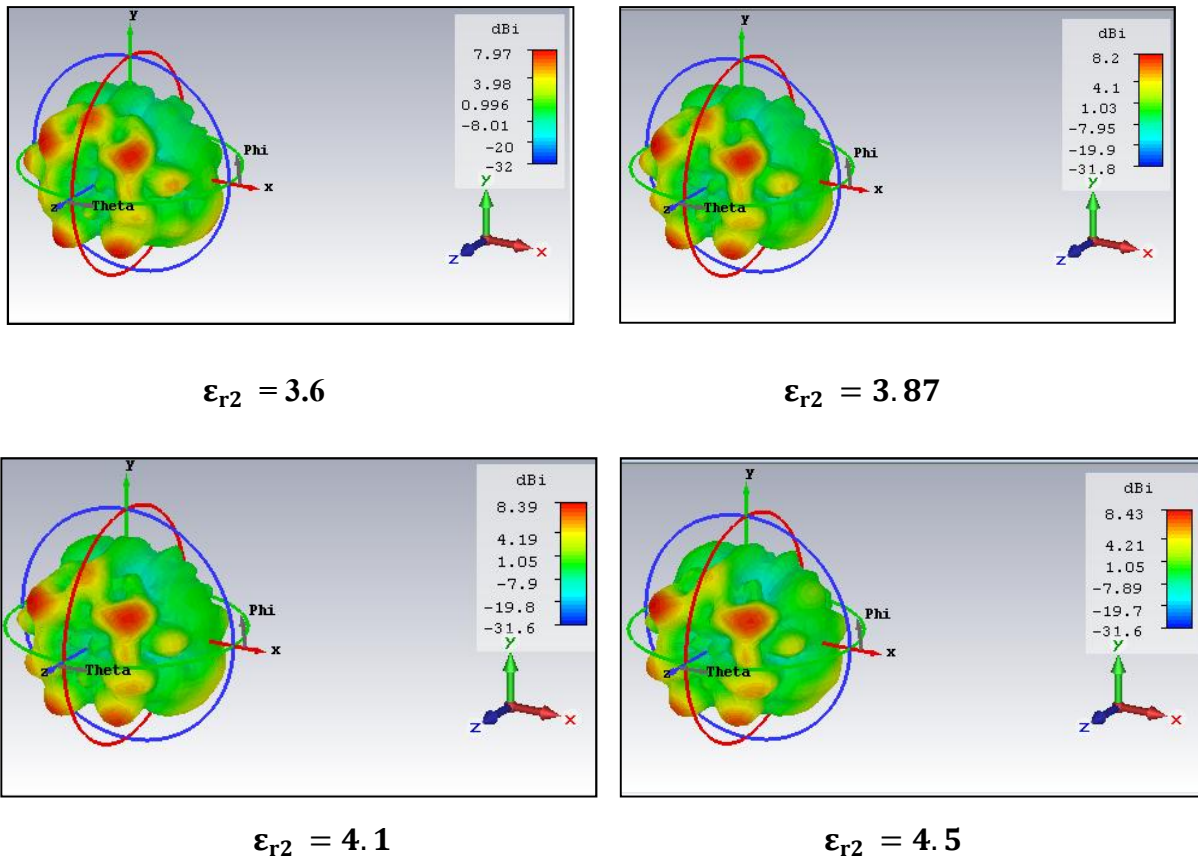 y
dBi
7.97
3.98
0.996
-8.01
-20
-32
Phi
x
z
Theta
y
z
x
y
dBi
8.2
4.1
1.03
-7.95
-19.9
-31.8
Phi
x
z
Theta
y
z
x
εr2 = 3.6
εr2 = 3.87
y
dBi
8.39
4.19
1.05
-7.9
-19.8
-31.6
Phi
x
z
Theta
y
z
x
y
dBi
8.43
4.21
1.05
-7.89
-19.7
-31.6
Phi
x
z
Theta
y
z
x
εr2 = 4.1
εr2 = 4.5